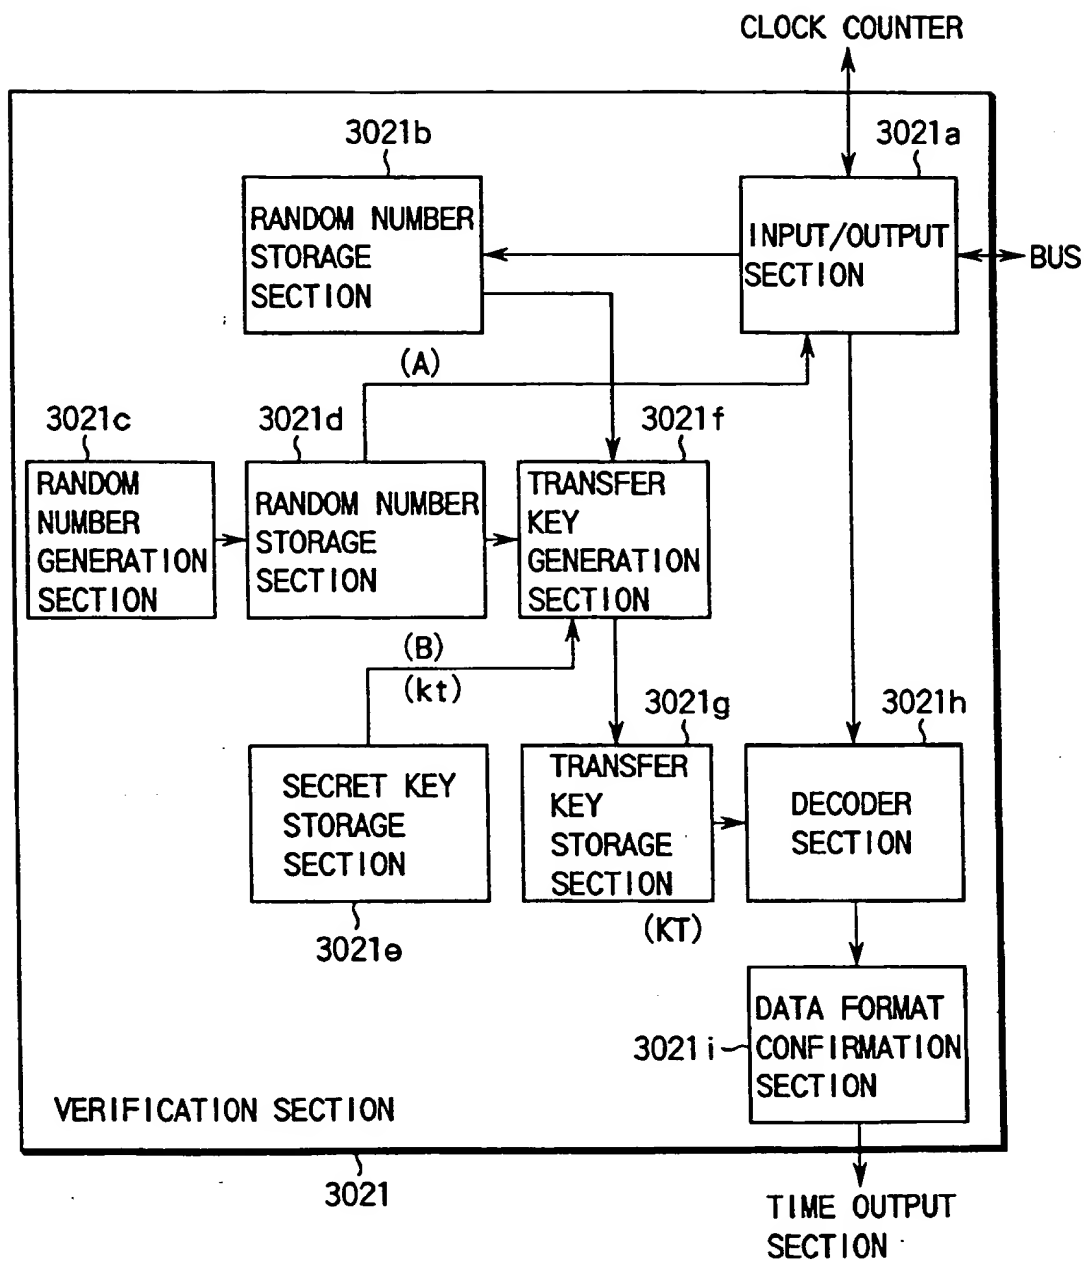 CLOCK COUNTER
3021b
3021a
RANDOM NUMBER
STORAGE
SECTION
INPUT/OUTPUT
SECTION
BUS
(A)
3021c
3021d
3021f
RANDOM
NUMBER
GENERATION
SECTION
RANDOM NUMBER
STORAGE
SECTION
TRANSFER
KEY
GENERATION
SECTION
(B)
(kt)
3021g
3021h
SECRET KEY
STORAGE
SECTION
TRANSFER
KEY
STORAGE
SECTION
DECODER
SECTION
3021e
(KT)
DATA FORMAT
CONFIRMATION
SECTION
3021i
VERIFICATION SECTION
3021
TIME OUTPUT
SECTION